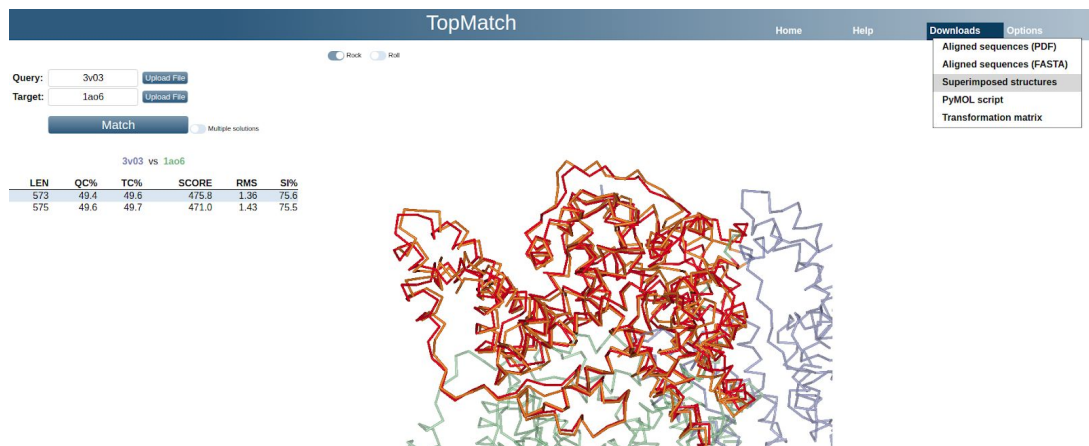 TopMatch
Home Help Downloads Options
Aligned sequences (PDF)
Aligned sequences (FASTA)
Superimposed structures
PyMOL script
Transformation matrix
Rock Roll
Query: 3v03 Upload File
Target: 1ao6 Upload File
Match Multiple solutions
3v03 vs 1ao6
LEN QC% TC% SCORE RMS SI%
573 49.4 49.6 475.8 1.36 75.6
575 49.6 49.7 471.0 1.43 75.5